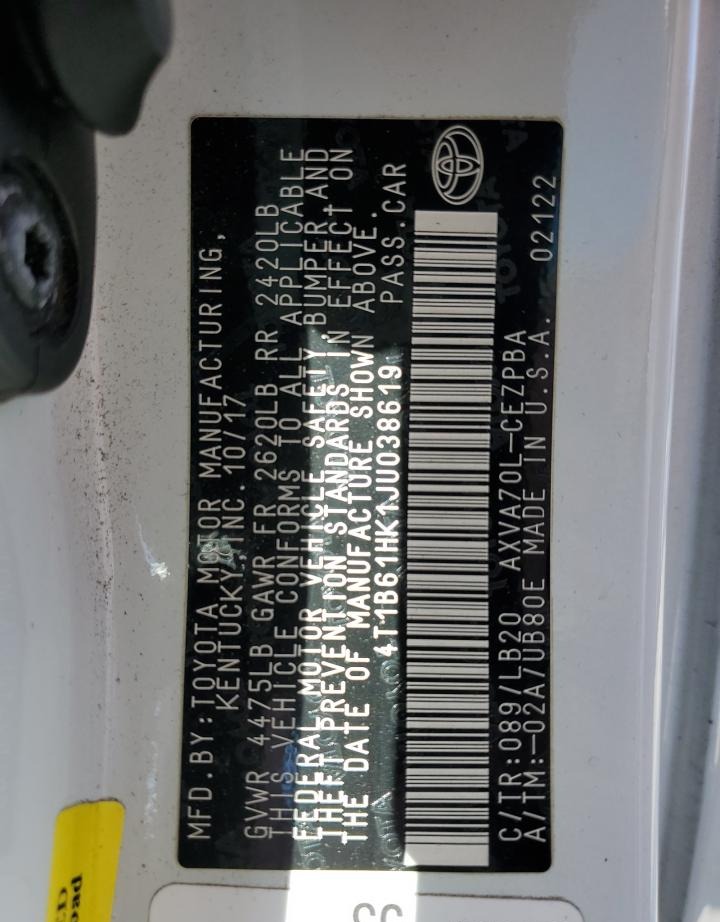 MFD.BY:TOYOTA MOTOR MANUFACTURING,
KENTUCKY,INC.10/17
GVWR 4475LB GAWR FR 2620LB RR 2420LB
THIS VEHICLE CONFORMS TO ALL APPLICABLE
FEDERAL MOTOR VEHICLE SAFETY,BUMPER,AND
THEFT PREVENTION STANDARDS IN EFFECT ON
THE DATE OF MANUFACTURE SHOWN ABOVE.
4T1B61HK1JU038619 PASS.CAR
C/TR:089/LB20 AXVA70L-CEZPBA
A/TM:-02A/UB80E MADE IN U.S.A. 02122